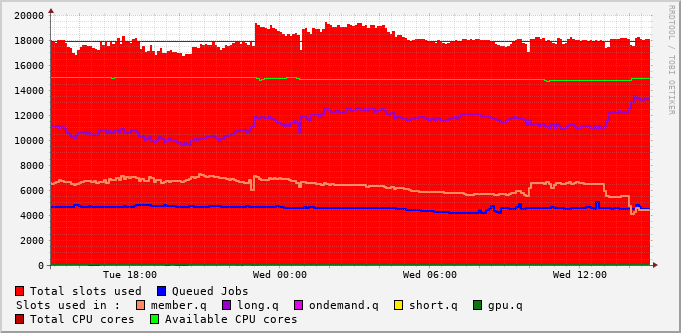 20000
18000
16000
14000
12000
10000
8000
6000
4000
2000
0
Tue 18:00 Wed 00:00 Wed 06:00 Wed 12:00
RRDTOOL / TOBI OETIKER
Total slots used Queued Jobs
Slots used in : member.q long.q ondemand.q short.q gpu.q
Total CPU cores Available CPU cores